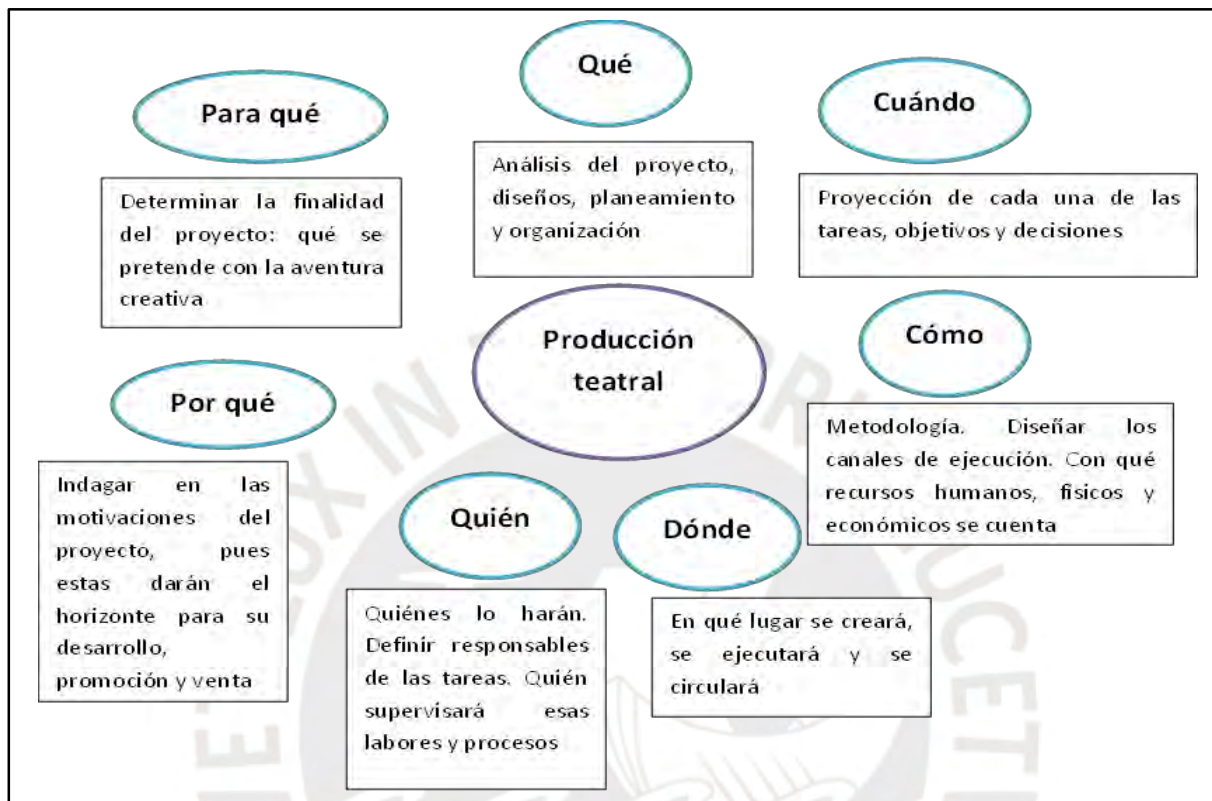 Qué
Análisis del proyecto,
diseños, planeamiento
y organización
Cuándo
Proyección de cada una de las
tareas, objetivos y decisiones
Para qué
Determinar la finalidad
del proyecto: qué se
pretende con la aventura
creativa
Producción
teatral
Cómo
Metodología. Diseñar los
canales de ejecución. Con qué
recursos humanos, físicos y
económicos se cuenta
Por qué
Indagar en las
motivaciones del
proyecto, pues
estas darán el
horizonte para su
desarrollo,
promoción y venta
Quién
Quiénes lo harán.
Definir responsables
de las tareas. Quién
supervisará esas
labores y procesos
Dónde
En qué lugar se creará,
se ejecutará y se
circulará